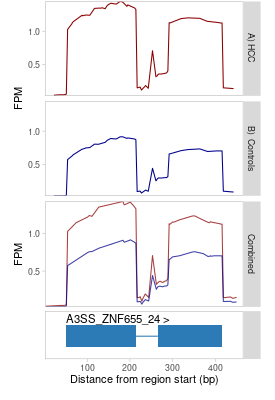 1.0
0.5
A) HCC
FPM
1.0
0.5
B) Controls
1.0
0.5
Combined
FPM
A3SS_ZNF655_24 >
100 200 300 400
Distance from region start (bp)